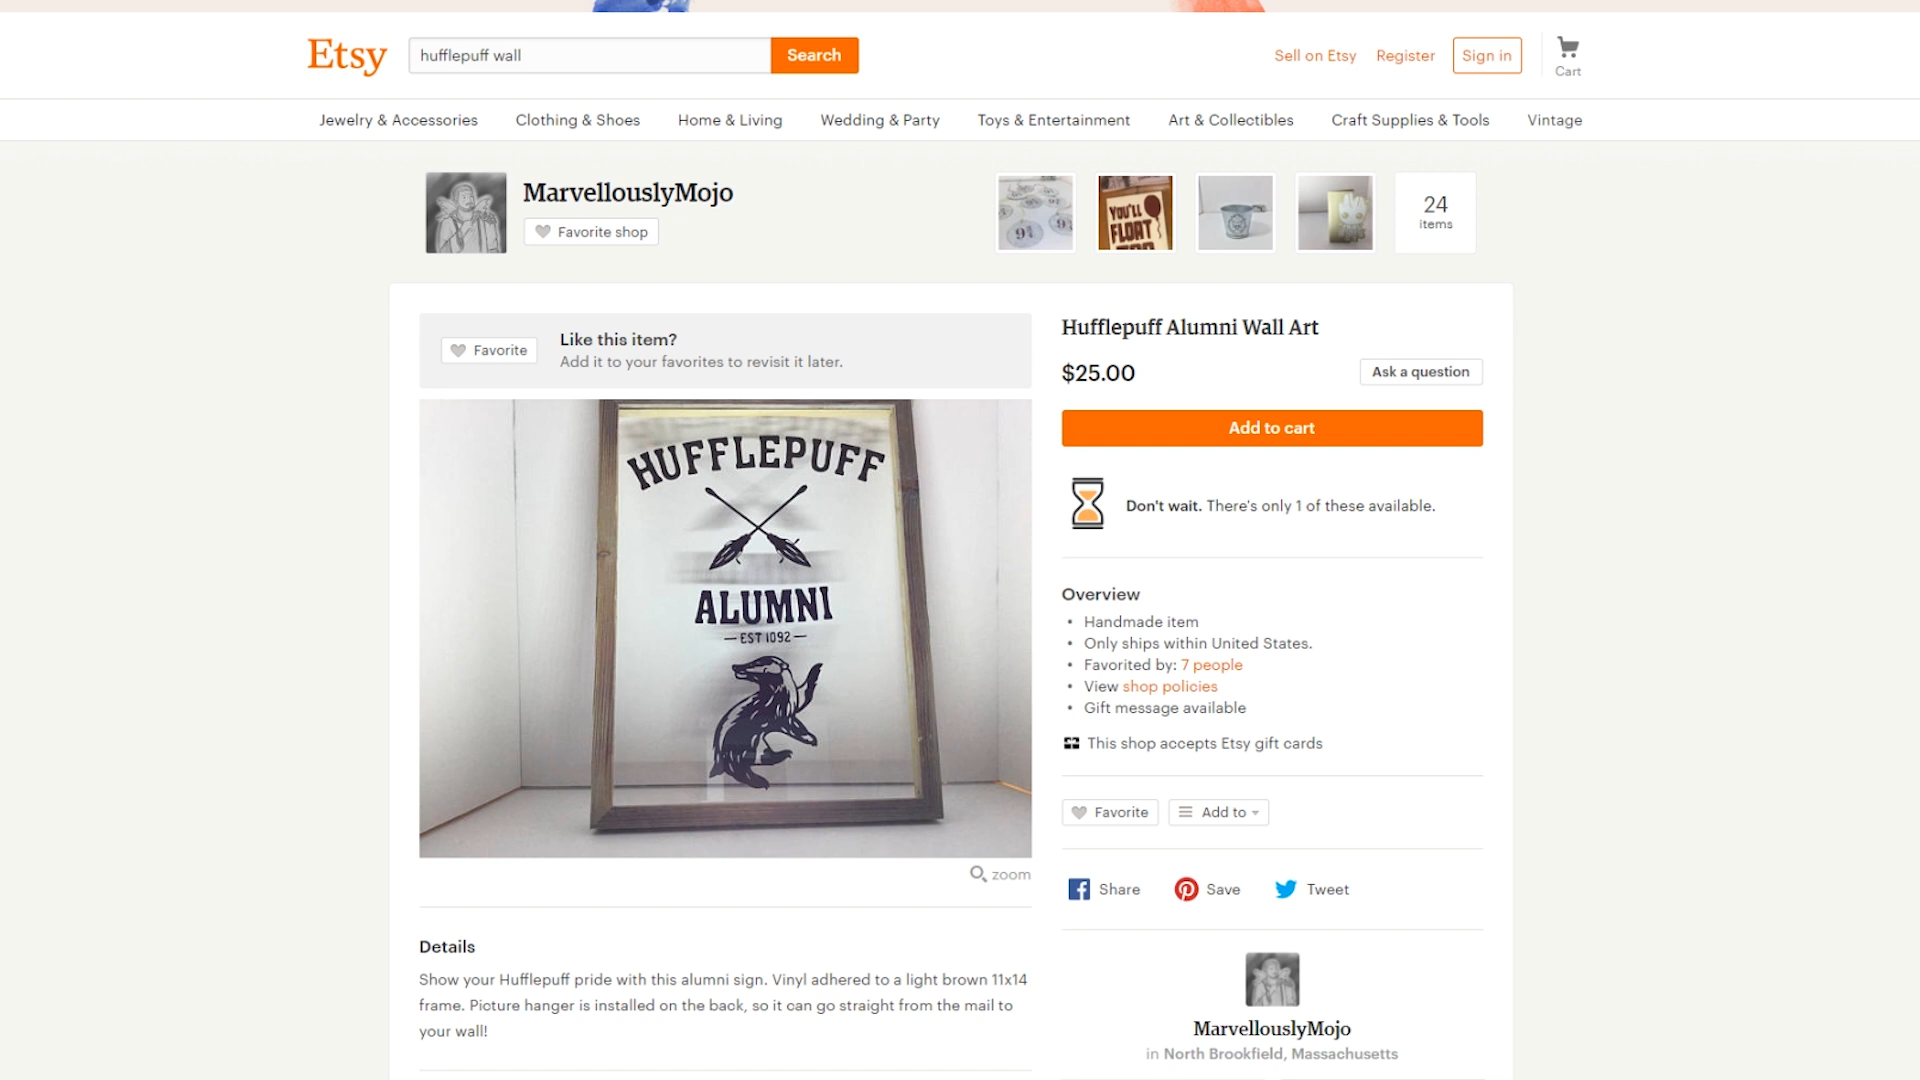 Etsy
hufflepuff wall
Search
Sell on Etsy
Register
Sign in
Cart
Jewelry & Accessories
Clothing & Shoes
Home & Living
Wedding & Party
Toys & Entertainment
Art & Collectibles
Craft Supplies & Tools
Vintage
MarvellouslyMojo
Favorite shop
9¾
YOU'LL
FLOAT
TOO
24
items
Favorite
Like this item?
Add it to your favorites to revisit it later.
HUFFLEPUFF
ALUMNI
EST 1092
zoom
Details
Show your Hufflepuff pride with this alumni sign. Vinyl adhered to a light brown 11x14
frame. Picture hanger is installed on the back, so it can go straight from the mail to
your wall!
Hufflepuff Alumni Wall Art
$25.00
Ask a question
Add to cart
Don't wait. There's only 1 of these available.
Overview
• Handmade item
• Only ships within United States.
• Favorited by: 7 people
• View shop policies
• Gift message available
This shop accepts Etsy gift cards
Favorite
Add to
Share
Save
Tweet
MarvellouslyMojo
in North Brookfield, Massachusetts